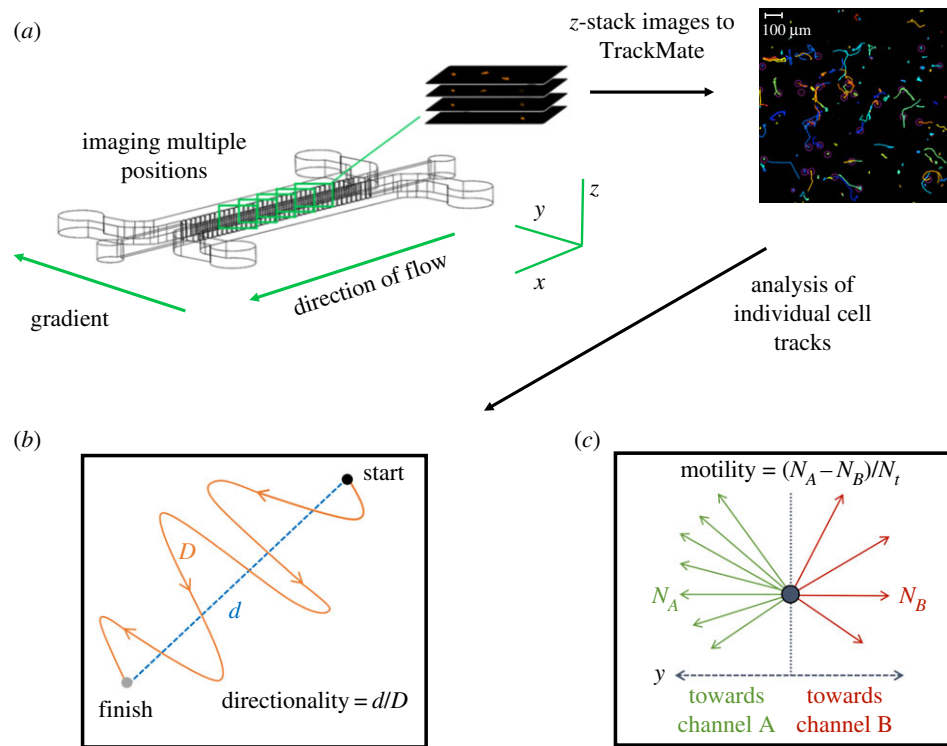 (a)
z-stack images to
TrackMate
100 µm
imaging multiple
positions
z
y
x
direction of flow
gradient
analysis of
individual cell
tracks
(b)
start
D
d
finish
directionality = d/D
(c)
motility = (N_A – N_B)/N_t
N_A
N_B
y
towards
channel A
towards
channel B